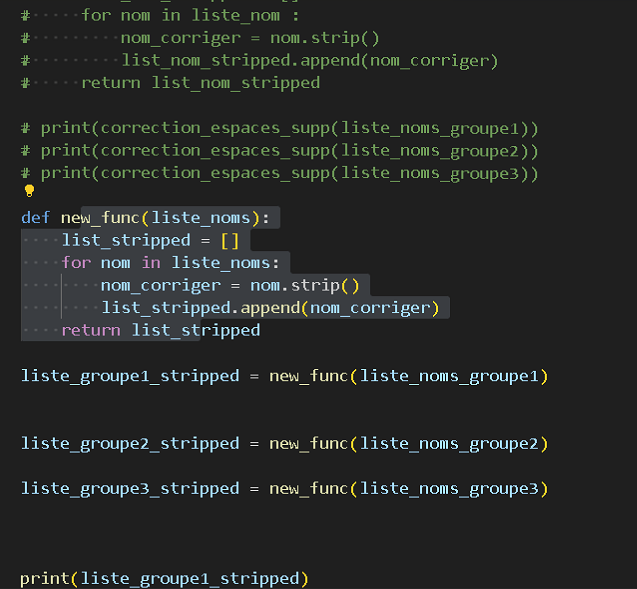 #     for nom in liste_nom :
#         nom_corriger = nom.strip()
#         list_nom_stripped.append(nom_corriger)
#     return list_nom_stripped
# print(correction_espaces_supp(liste_noms_groupe1))
# print(correction_espaces_supp(liste_noms_groupe2))
# print(correction_espaces_supp(liste_noms_groupe3))
def new_func(liste_noms):
    list_stripped = []
    for nom in liste_noms:
        nom_corriger = nom.strip()
        list_stripped.append(nom_corriger)
    return list_stripped
liste_groupe1_stripped = new_func(liste_noms_groupe1)
liste_groupe2_stripped = new_func(liste_noms_groupe2)
liste_groupe3_stripped = new_func(liste_noms_groupe3)
print(liste_groupe1_stripped)